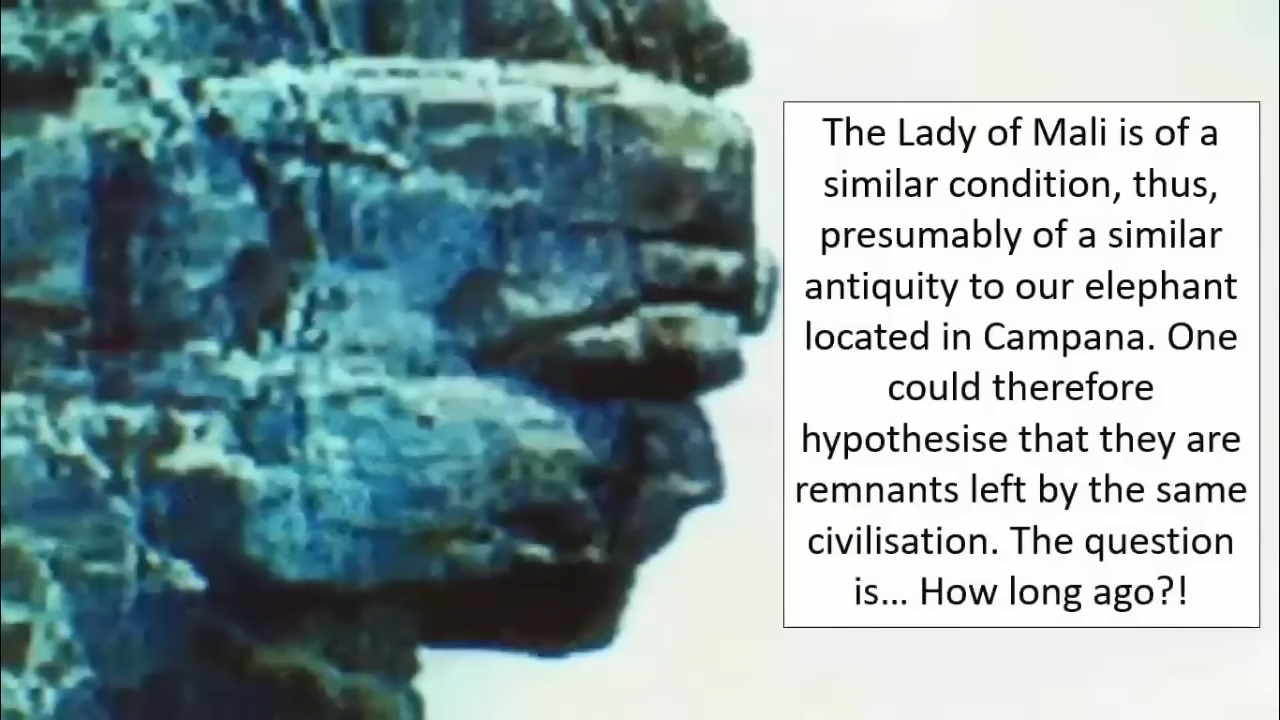 The Lady of Mali is of a
similar condition, thus,
presumably of a similar
antiquity to our elephant
located in Campana. One
could therefore
hypothesise that they are
remnants left by the same
civilisation. The question
is... How long ago?!